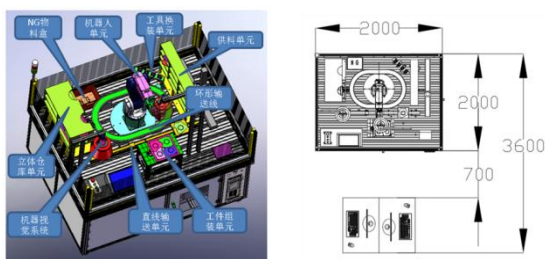 NG物
料盒
机器人
单元
工具换
装单元
供料单元
环形输
送线
立体仓
库单元
机器视
觉系统
直线输
送单元
工件组
装单元
2000
2000
3600
700